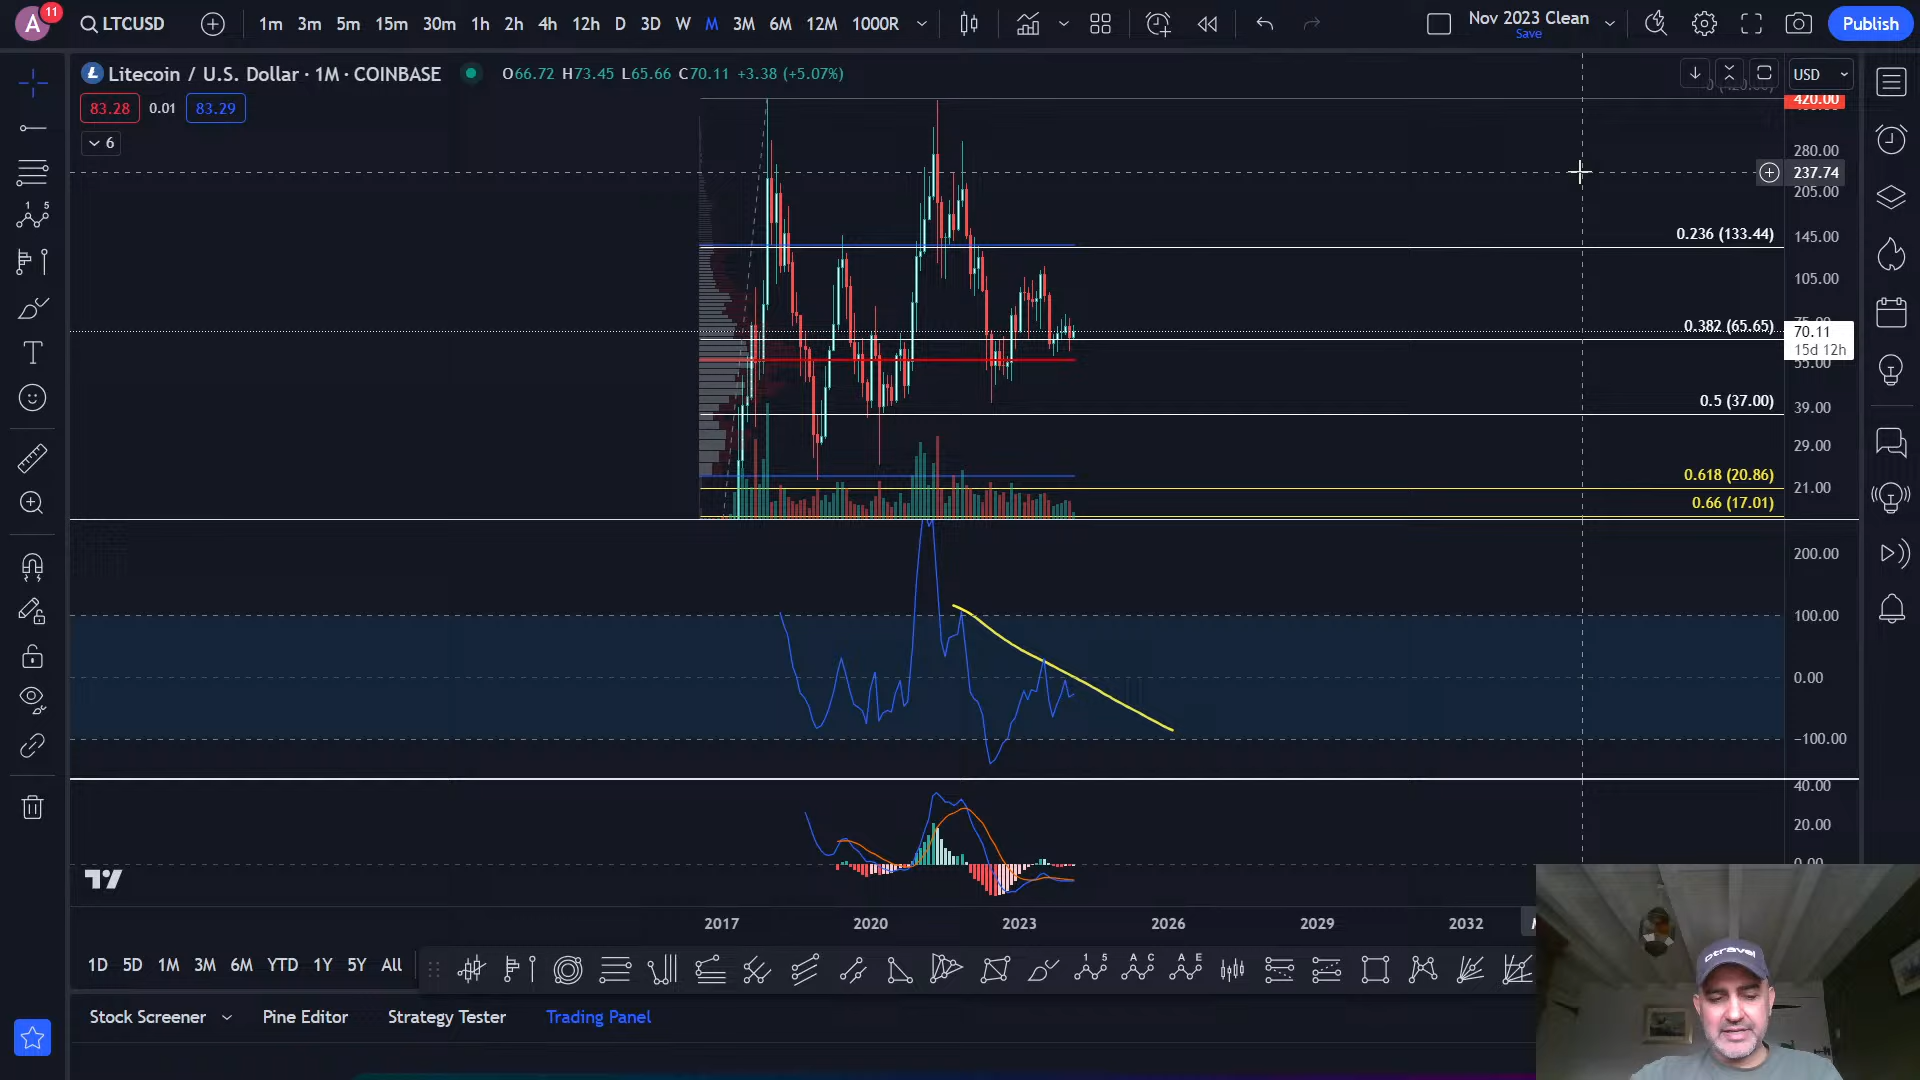 A
11
LTCUSD
1m 3m 5m 15m 30m 1h 2h 4h 12h D 3D W M 3M 6M 12M 1000R
Nov 2023 Clean
Save
Publish
Litecoin / U.S. Dollar · 1M · COINBASE
O66.72 H73.45 L65.66 C70.11 +3.38 (+5.07%)
USD
83.28 0.01 83.29
6
420.00
280.00
237.74
205.00
0.236 (133.44)
145.00
105.00
0.382 (65.65)
70.11
15d 12h
55.00
0.5 (37.00)
39.00
29.00
0.618 (20.86)
21.00
0.66 (17.01)
200.00
100.00
0.00
−100.00
40.00
20.00
0.00
2017 2020 2023 2026 2029 2032
1D 5D 1M 3M 6M YTD 1Y 5Y All
Stock Screener Pine Editor Strategy Tester Trading Panel
ptravel